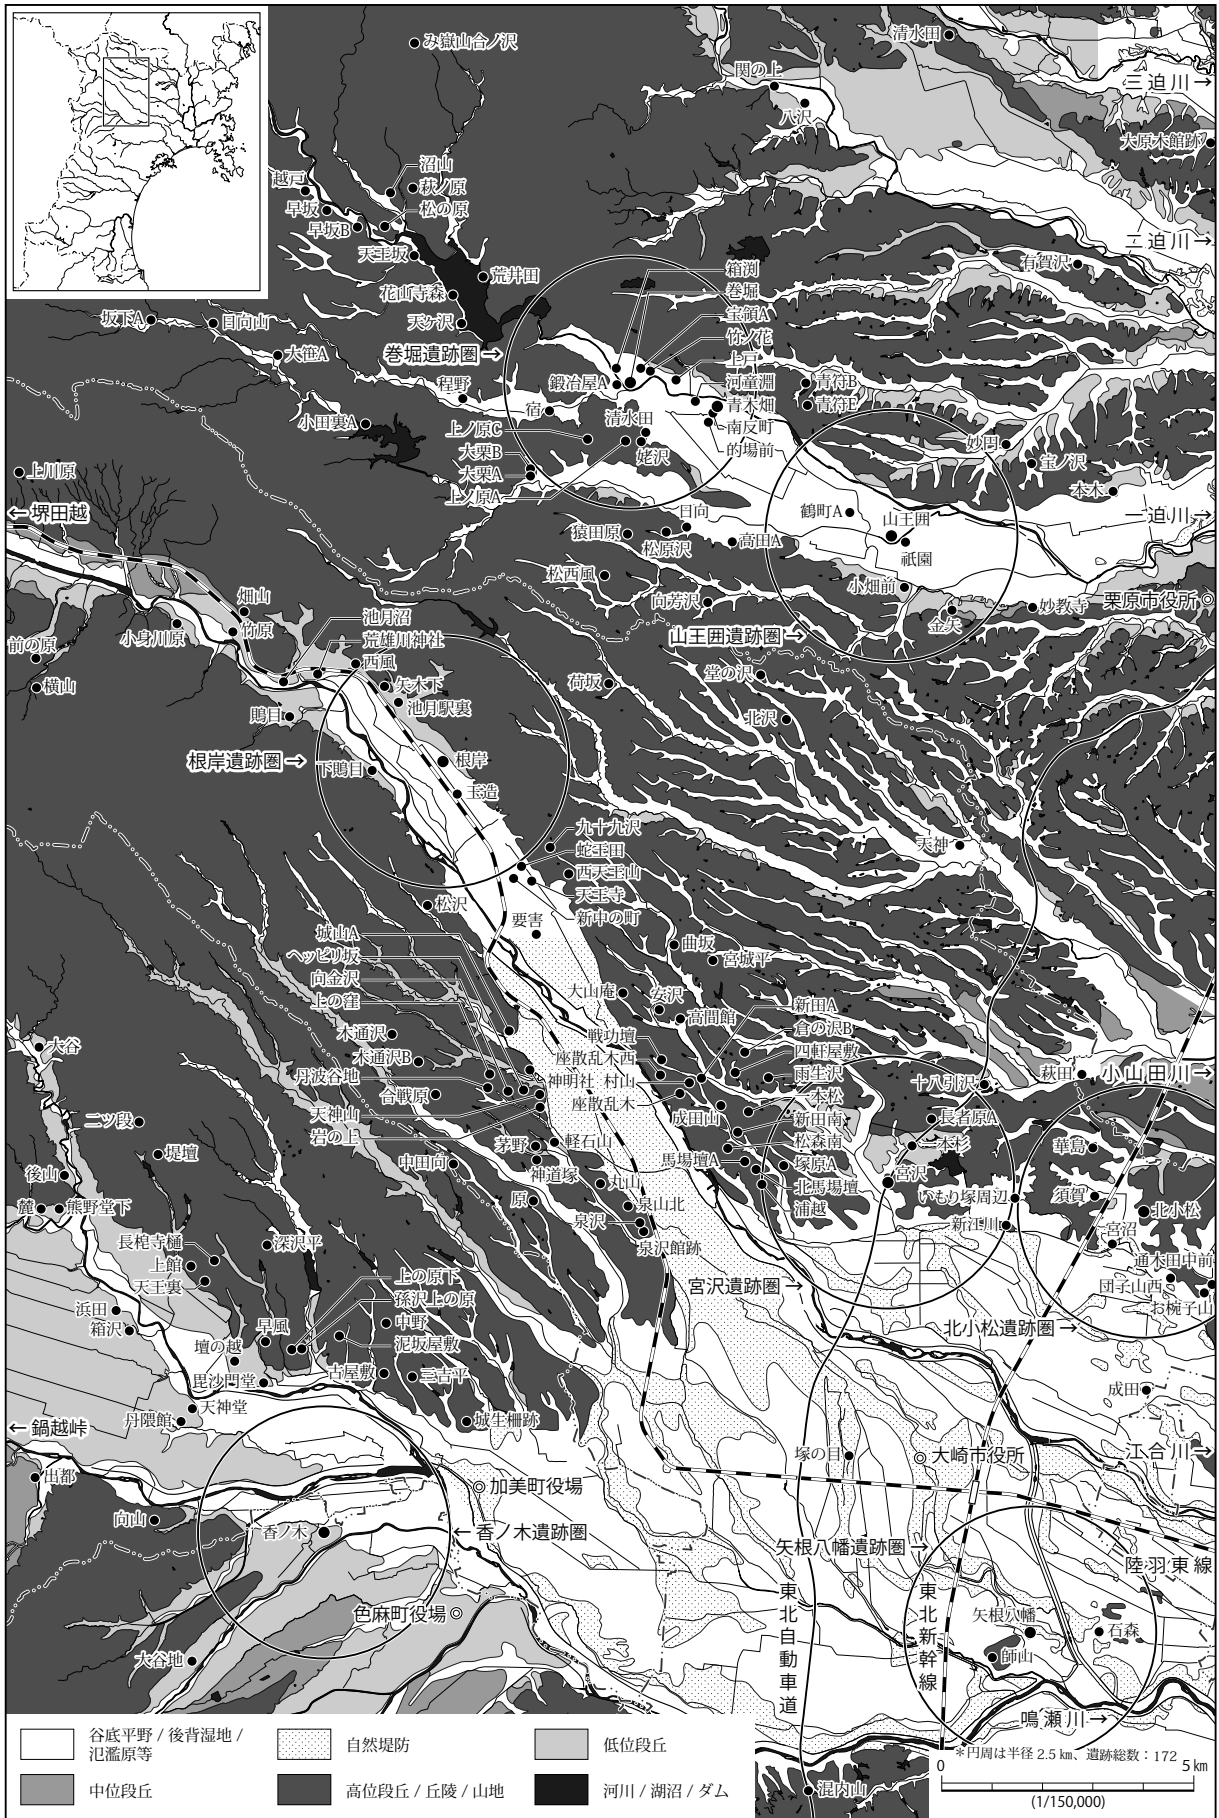 み嶽山合ノ沢
清水田
関の上
八沢
三迫川→
大原木館跡
沼山
萩ノ原
松の原
越戸
早坂
早坂B
天王坂
二迫川→
有賀沢
荒井田
花山寺森
天ケ沢
箱渕
巻堀
宝領A
竹ノ花
上戸
河童淵
青木畑
南反町
的場前
坂下A
日向山
大笹A
巻堀遺跡圏→
程野
鍛冶屋A
宿
清水田
姥沢
青符B
青符E
小田裏A
上ノ原C
大栗B
大栗A
上ノ原A
妙円
宝ノ沢
本木
上川原
←堺田越
日向
猿田原
松原沢
高田A
鶴町A
山王囲
祇園
一迫川→
松西風
向芳沢
小畑前
金矢
妙教寺
栗原市役所
山王囲遺跡圏→
畑山
池月沼
荒雄川神社
西風
小身川原
竹原
前の原
横山
矢木下
池月駅裏
鵙目
荷坂
堂の沢
北沢
根岸遺跡圏→
下鵙目
根岸
玉造
九十九沢
蛇王田
西天王山
天王寺
新中の町
天神
松沢
要害
城山A
ヘッピリ坂
向金沢
上の窪
曲坂
宮城平
大山庵
安沢
高間館
新田A
倉の沢B
四軒屋敷
戦功壇
座散乱木西
神明社
村山
座散乱木
雨生沢
一本松
成田山
新田南
松森南
塚原A
馬場壇A
北馬場壇
浦越
大谷
木通沢
木通沢B
丹波谷地
合戦原
天神山
岩の上
十八引沢
萩田
小山田川→
長者原A
一本杉
華島
宮沢
いもり塚周辺
須賀
北小松
新江川
宮沼
通木田中前
団子山西
お椀子山
二ツ段
堤壇
後山
麓
熊野堂下
茅野
軽石山
中田向
神道塚
原
丸山
泉山北
泉沢
泉沢館跡
長樁寺樋
上館
天王裏
深沢平
宮沢遺跡圏→
北小松遺跡圏→
浜田
箱沢
上の原下
孫沢上の原
中野
泥坂屋敷
早風
壇の越
毘沙門堂
古屋敷
三古平
天神堂
丹隈館
城生柵跡
成田
←鍋越峠
塚の目
大崎市役所
江合川→
出都
加美町役場
向山
香ノ木
←香ノ木遺跡圏
矢根八幡遺跡圏→
陸羽東線
色麻町役場
東北自動車道
東北新幹線
矢根八幡
石森
師山
大谷地
鳴瀬川→
混内山
谷底平野 / 後背湿地 /
氾濫原等
自然堤防
低位段丘
中位段丘
高位段丘 / 丘陵 / 山地
河川 / 湖沼 / ダム
＊円周は半径 2.5 km、遺跡総数：172
0
5 km
(1/150,000)